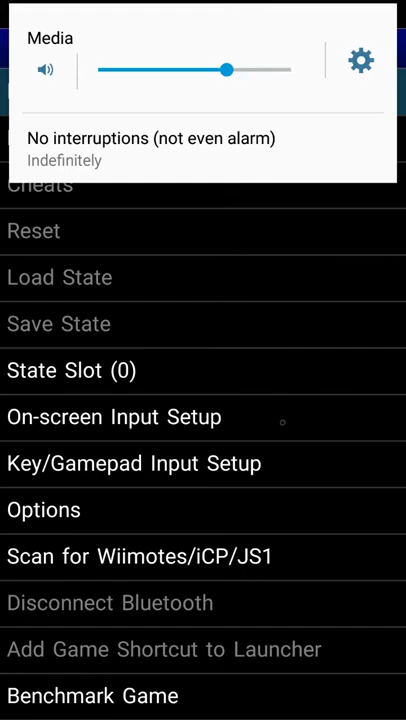 Media
No interruptions (not even alarm)
Indefinitely
Cheats
Reset
Load State
Save State
State Slot (0)
On-screen Input Setup
Key/Gamepad Input Setup
Options
Scan for Wiimotes/iCP/JS1
Disconnect Bluetooth
Add Game Shortcut to Launcher
Benchmark Game